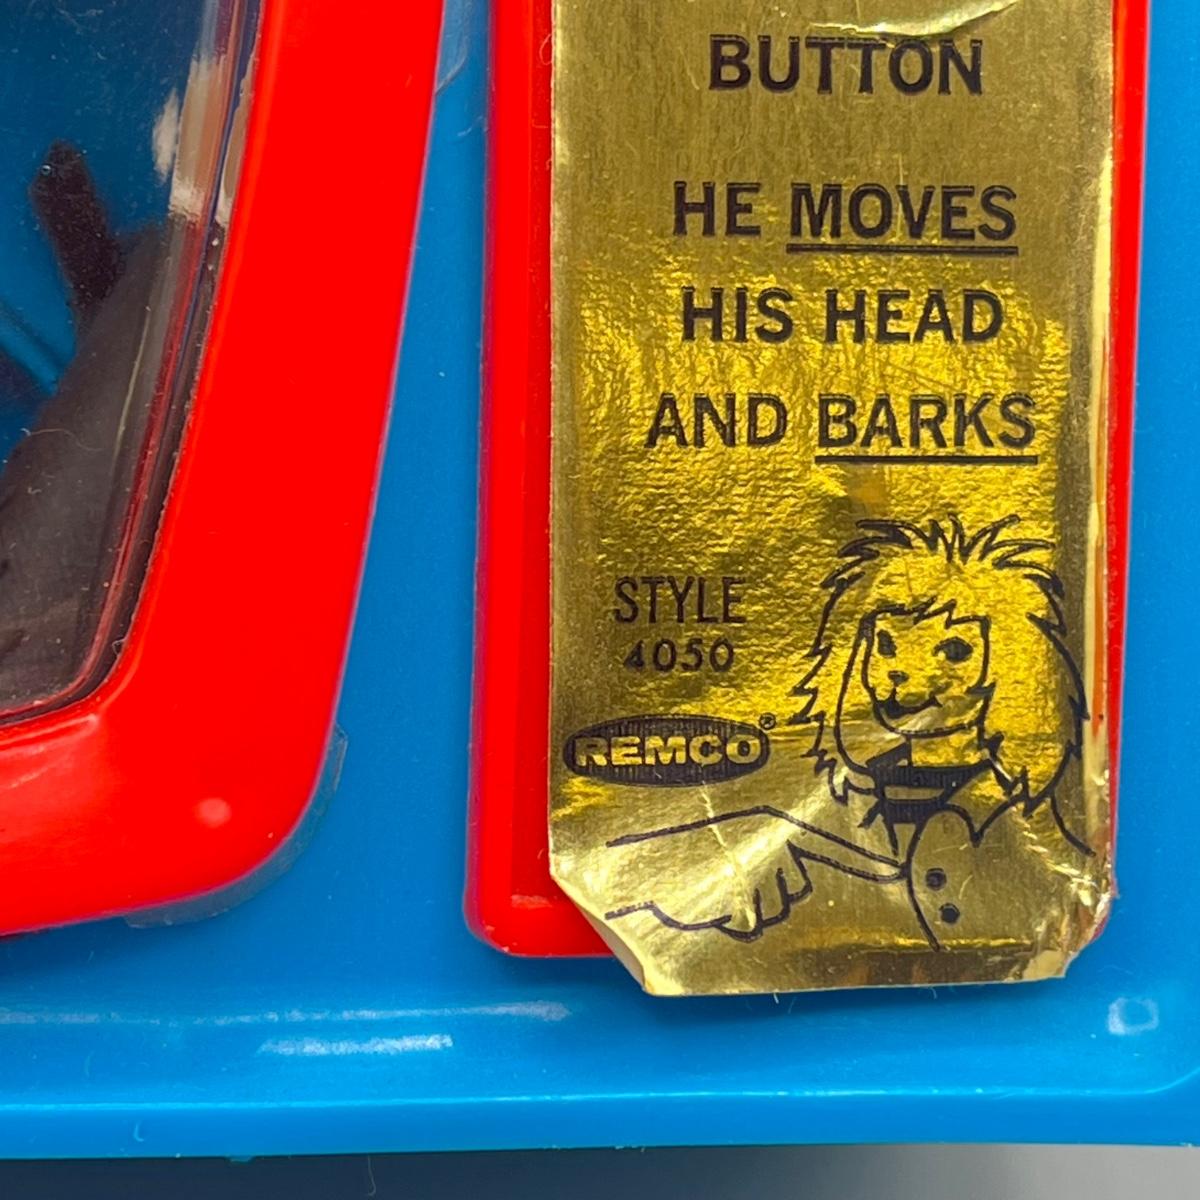 BUTTON
HE MOVES
HIS HEAD
AND BARKS
STYLE
4050
REMCO®